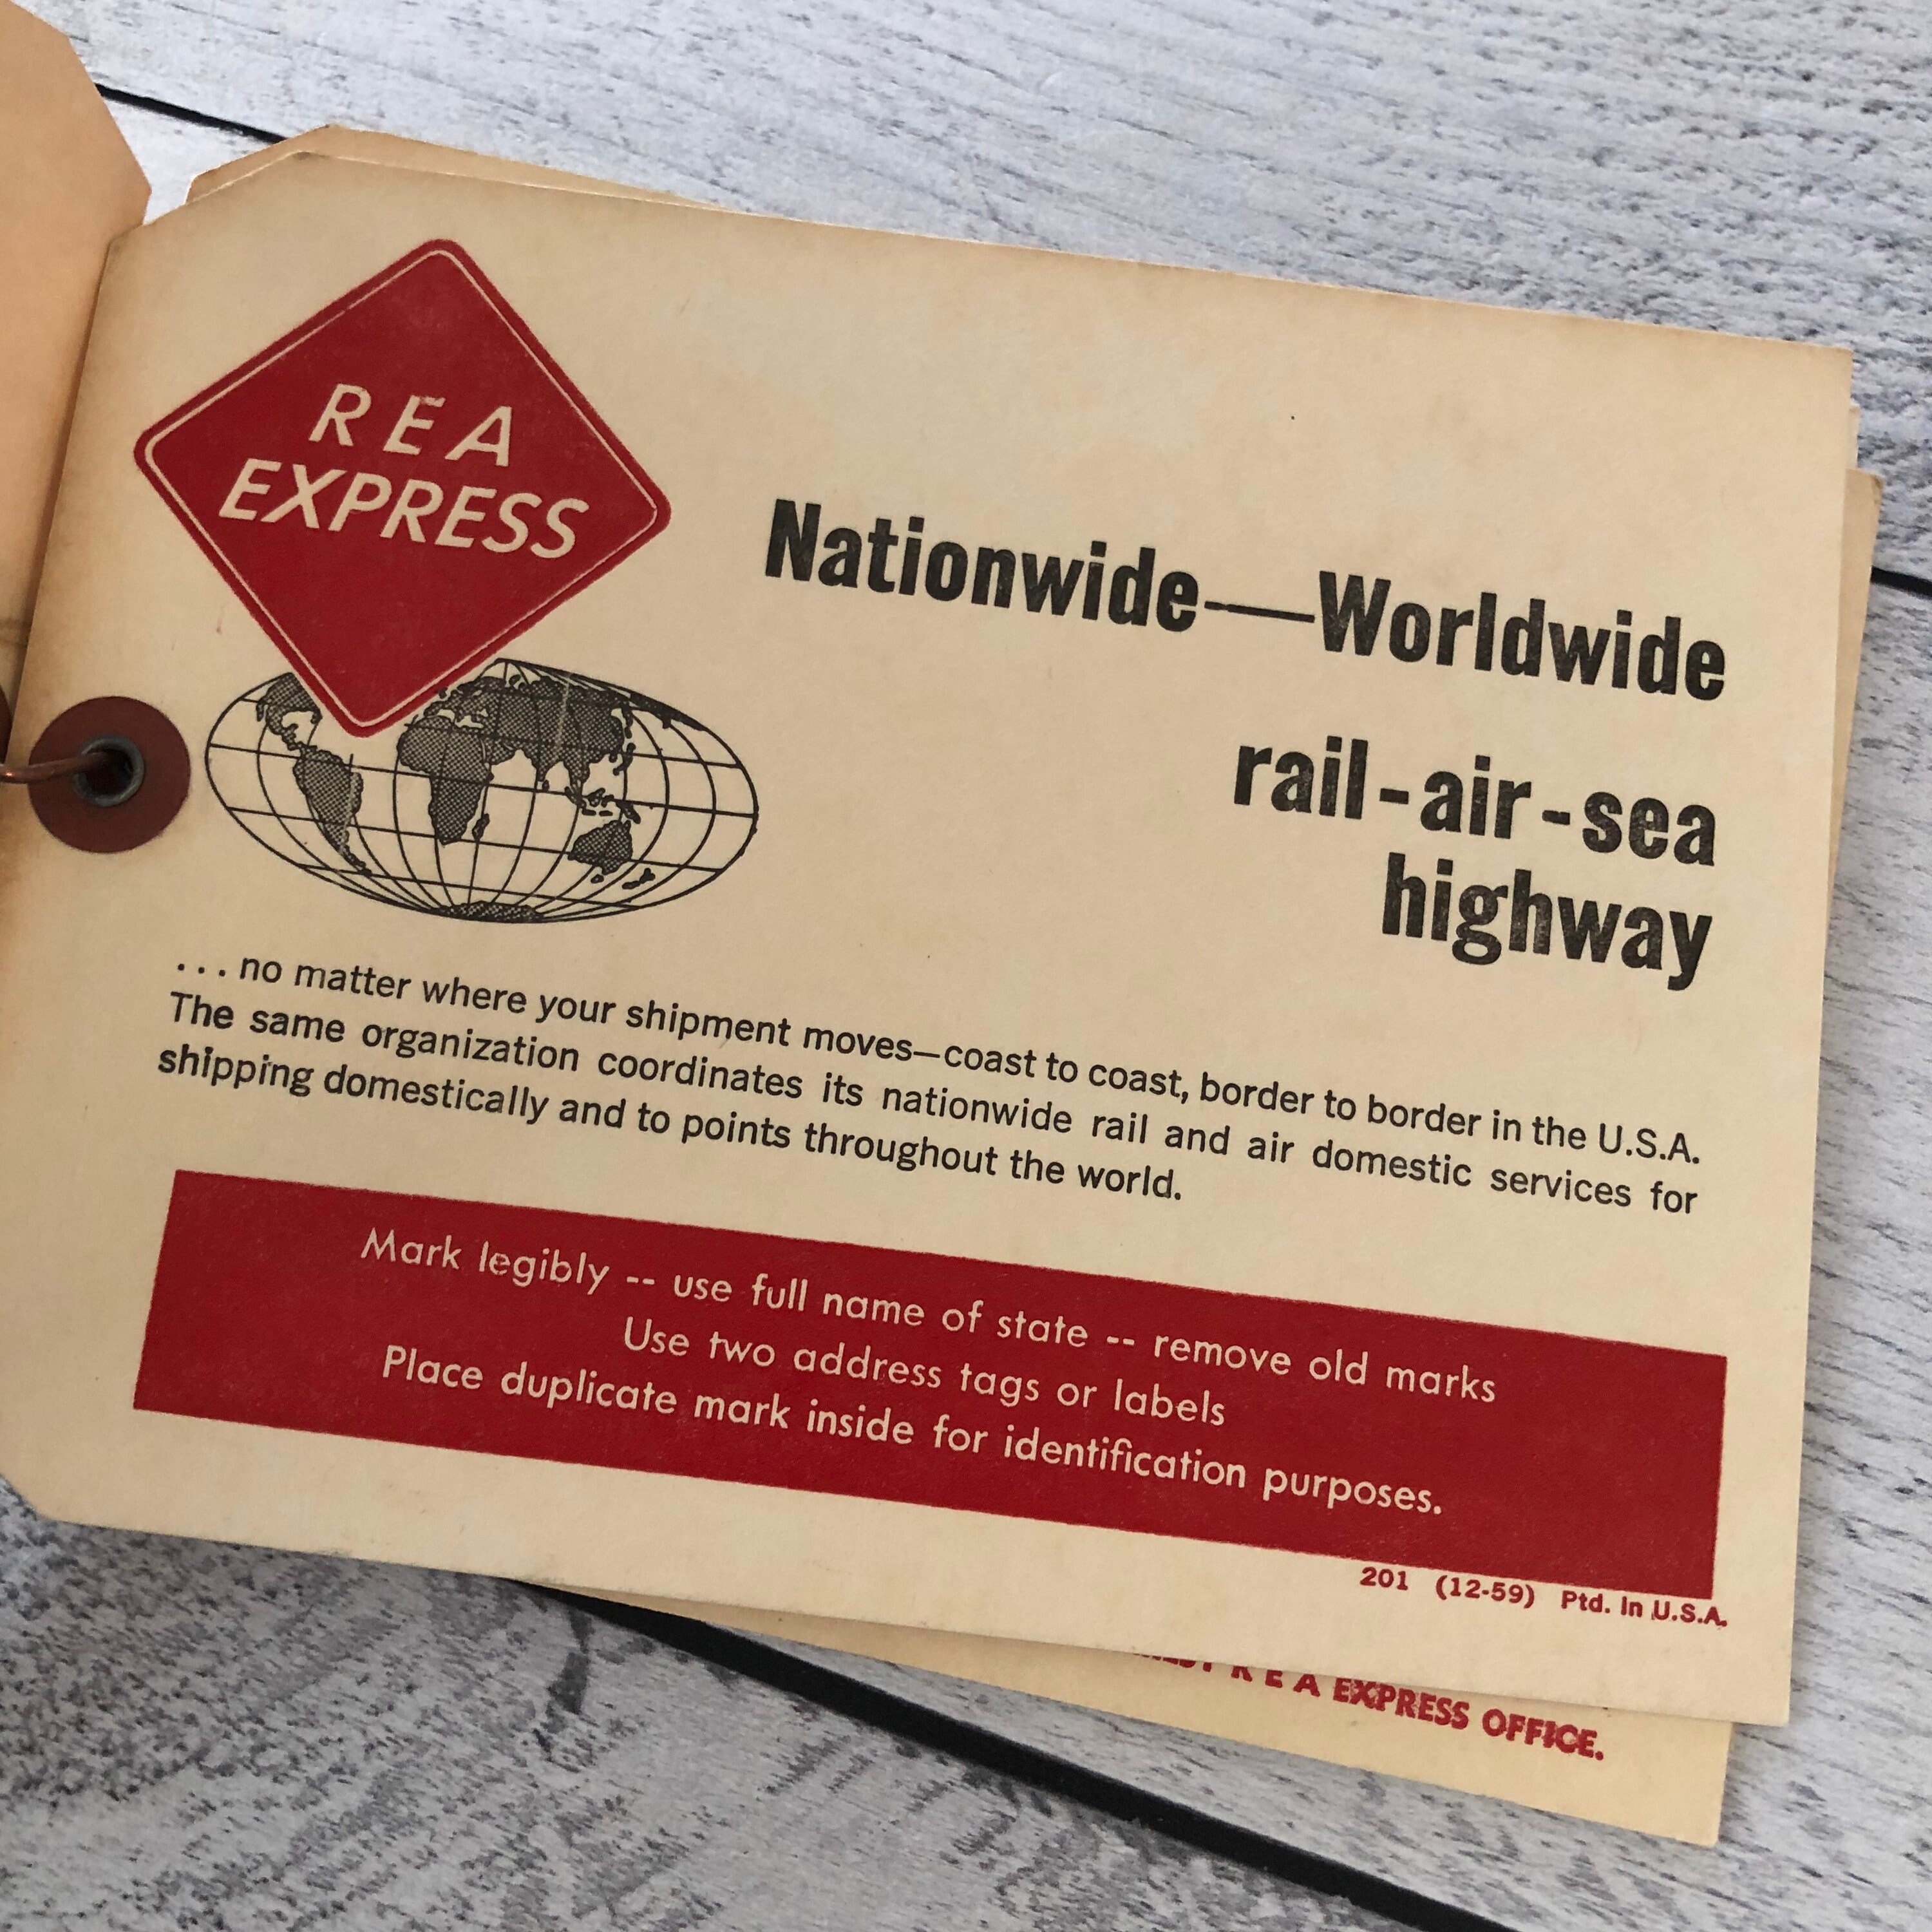 REA
EXPRESS
Nationwide—Worldwide
rail-air-sea
highway
...no matter where your shipment moves—coast to coast, border to border in the U.S.A.
The same organization coordinates its nationwide rail and air domestic services for
shipping domestically and to points throughout the world.
Mark legibly -- use full name of state -- remove old marks
Use two address tags or labels
Place duplicate mark inside for identification purposes.
201 (12-59) Ptd. In U.S.A.
R E A EXPRESS OFFICE.